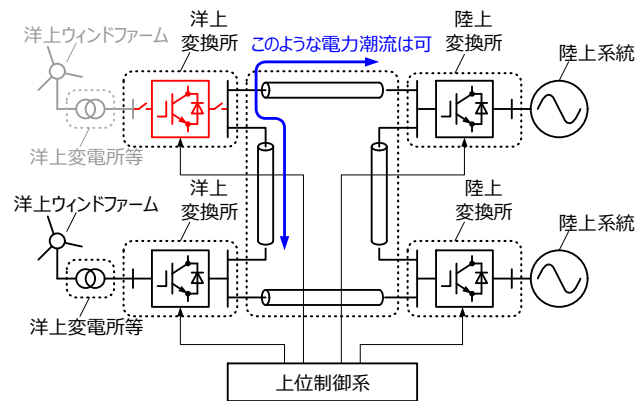 洋上ウィンドファーム
洋上
変換所
このような電力潮流は可
陸上
変換所
陸上系統
洋上変電所等
洋上ウィンドファーム
洋上
変換所
陸上
変換所
陸上系統
洋上変電所等
上位制御系